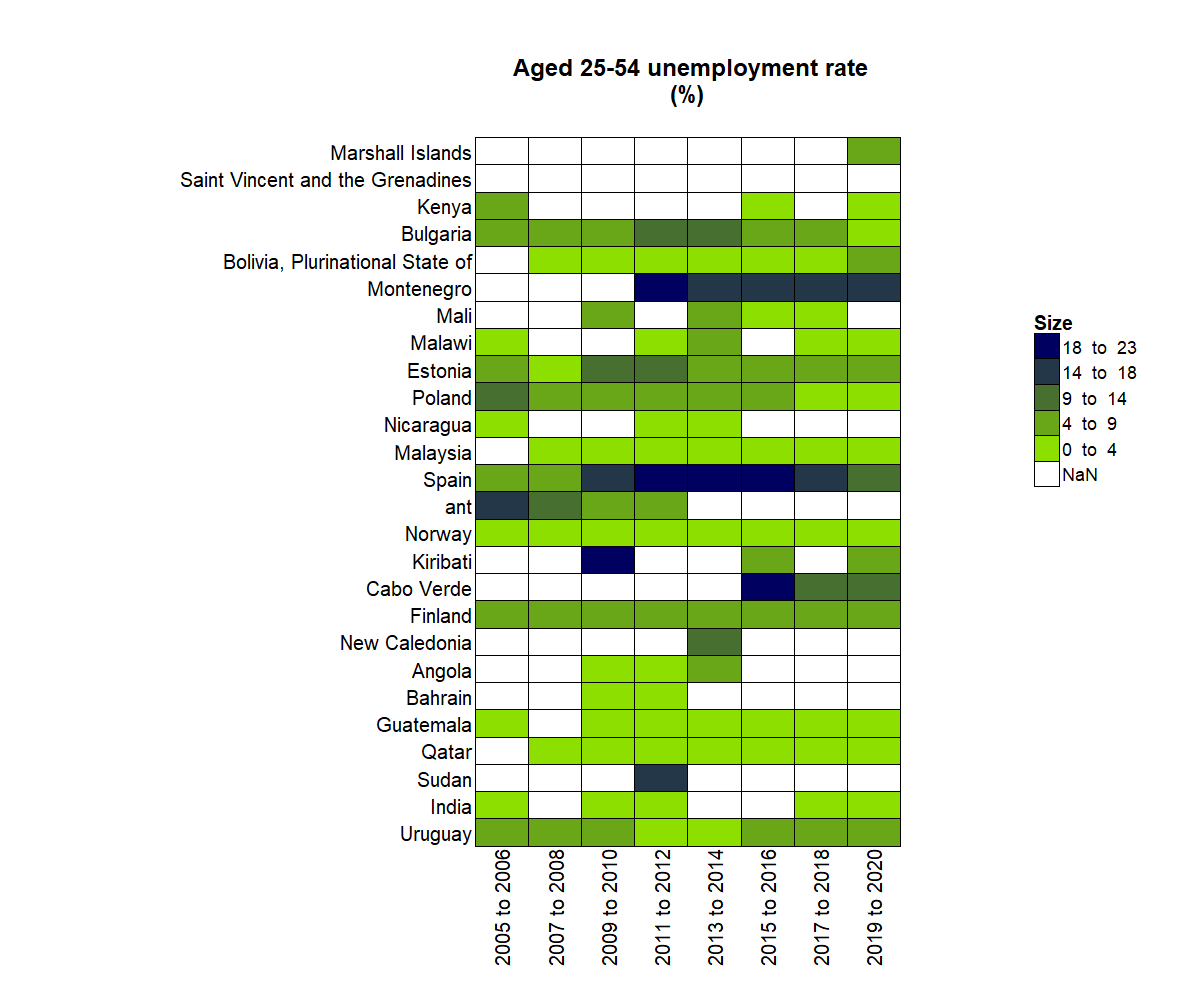 Aged 25-54 unemployment rate
(%)
Marshall Islands
Saint Vincent and the Grenadines
Kenya
Bulgaria
Bolivia, Plurinational State of
Montenegro
Mali
Malawi
Estonia
Poland
Nicaragua
Malaysia
Spain
ant
Norway
Kiribati
Cabo Verde
Finland
New Caledonia
Angola
Bahrain
Guatemala
Qatar
Sudan
India
Uruguay
2005 to 2006
2007 to 2008
2009 to 2010
2011 to 2012
2013 to 2014
2015 to 2016
2017 to 2018
2019 to 2020
Size
18 to 23
14 to 18
9 to 14
4 to 9
0 to 4
NaN